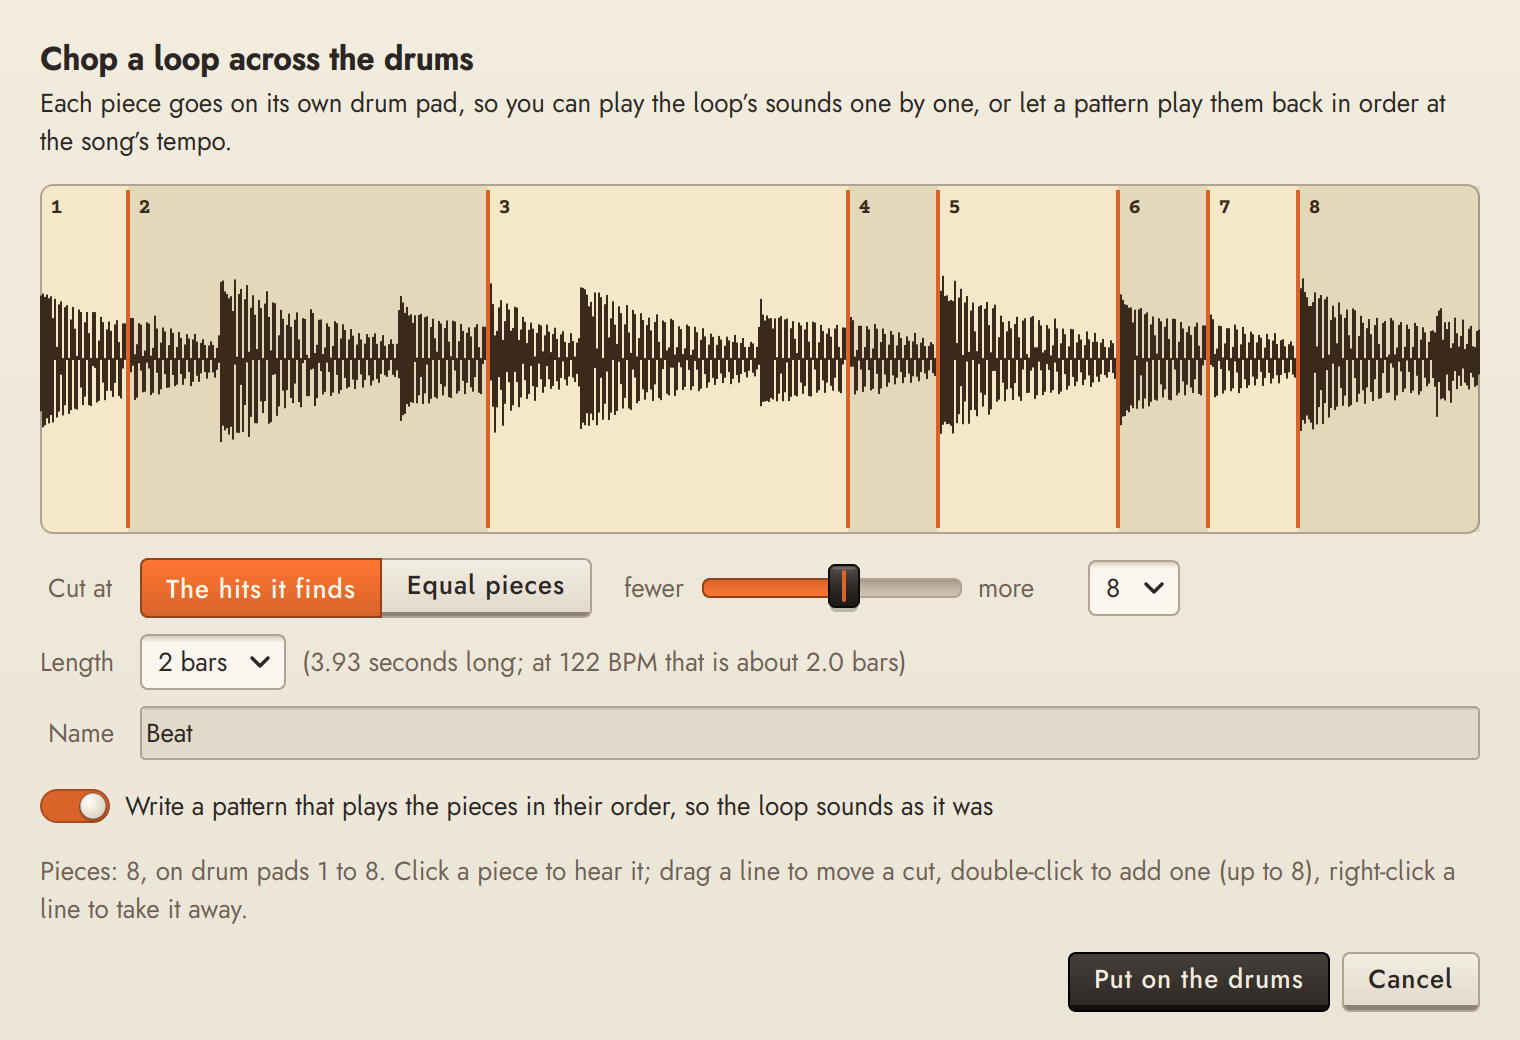 Chop a loop across the drums
Each piece goes on its own drum pad, so you can play the loop’s sounds one by one, or let a pattern play them back in order at
the song’s tempo.
1 2 3 4 5 6 7 8
Cut at The hits it finds Equal pieces fewer more 8
Length 2 bars (3.93 seconds long; at 122 BPM that is about 2.0 bars)
Name Beat
Write a pattern that plays the pieces in their order, so the loop sounds as it was
Pieces: 8, on drum pads 1 to 8. Click a piece to hear it; drag a line to move a cut, double-click to add one (up to 8), right-click a
line to take it away.
Put on the drums Cancel